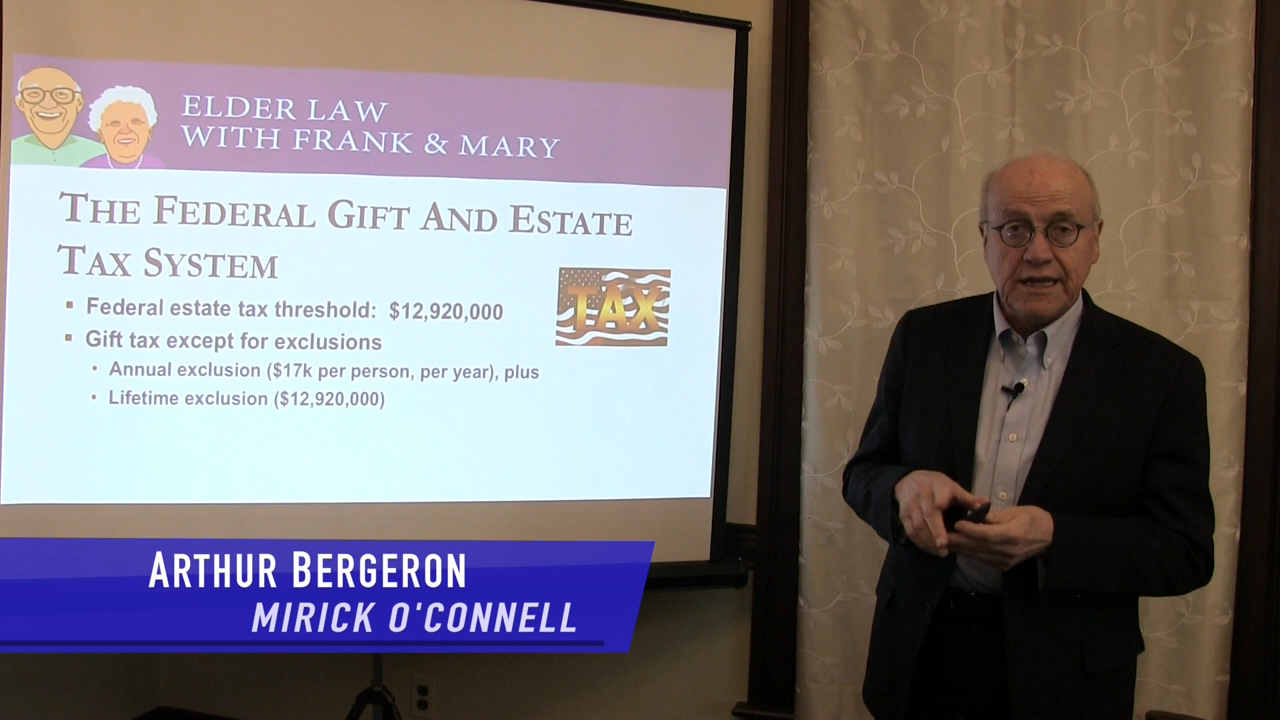 ELDER LAW
WITH FRANK & MARY
THE FEDERAL GIFT AND ESTATE
TAX SYSTEM
▪ Federal estate tax threshold: $12,920,000
▪ Gift tax except for exclusions
• Annual exclusion ($17k per person, per year), plus
• Lifetime exclusion ($12,920,000)
TAX
ARTHUR BERGERON
MIRICK O'CONNELL